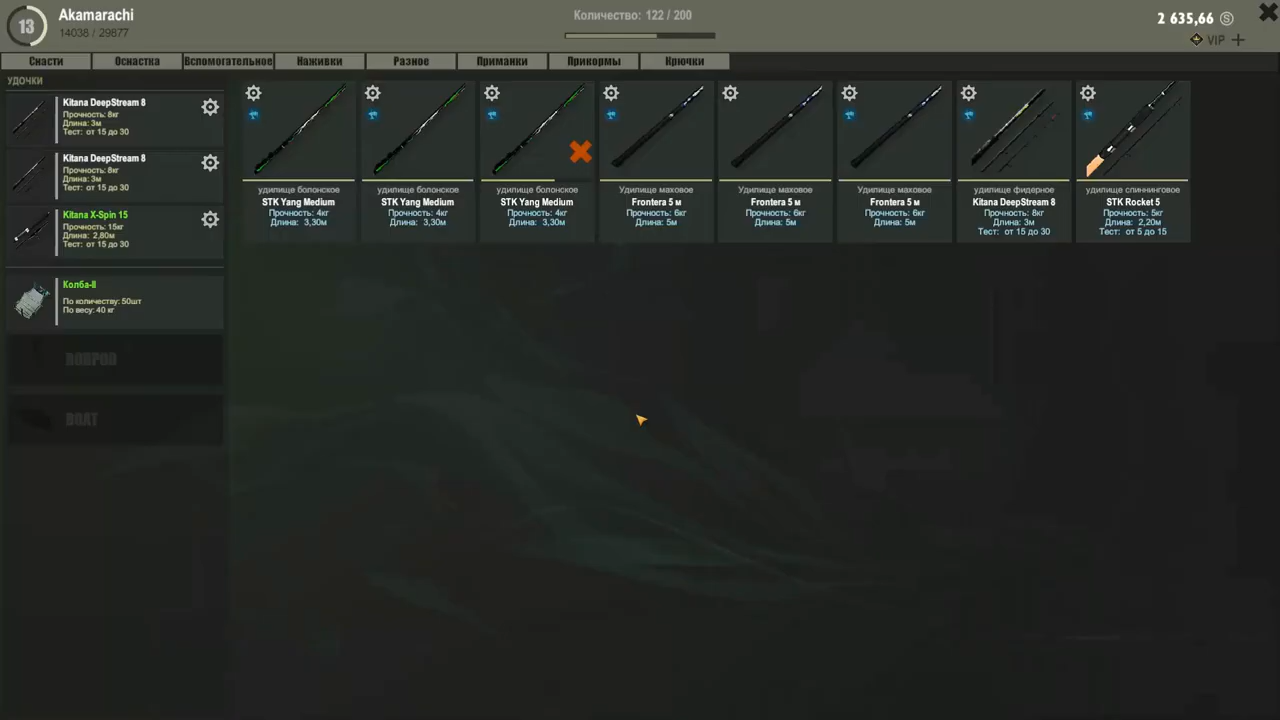 13
Akamarachi
14038 / 29877
Количество: 122 / 200
2 635,66 S
VIP
Снасти
Оснастка
Вспомогательное
Наживки
Разное
Приманки
Прикормы
Крючки
УДОЧКИ
Kitana DeepStream 8
Прочность: 8кг
Длина: 3м
Тест: от 15 до 30
Kitana DeepStream 8
Прочность: 8кг
Длина: 3м
Тест: от 15 до 30
Kitana X-Spin 15
Прочность: 15кг
Длина: 2,80м
Тест: от 15 до 30
Колба-II
По количеству: 50шт
По весу: 40 кг
удилище болонское
STK Yang Medium
Прочность: 4кг
Длина: 3,30м
удилище болонское
STK Yang Medium
Прочность: 4кг
Длина: 3,30м
удилище болонское
STK Yang Medium
Прочность: 4кг
Длина: 3,30м
Удилище маховое
Frontera 5 м
Прочность: 6кг
Длина: 5м
Удилище маховое
Frontera 5 м
Прочность: 6кг
Длина: 5м
Удилище маховое
Frontera 5 м
Прочность: 6кг
Длина: 5м
удилище фидерное
Kitana DeepStream 8
Прочность: 8кг
Длина: 3м
Тест: от 15 до 30
удилище спиннинговое
STK Rocket 5
Прочность: 5кг
Длина: 2,20м
Тест: от 5 до 15